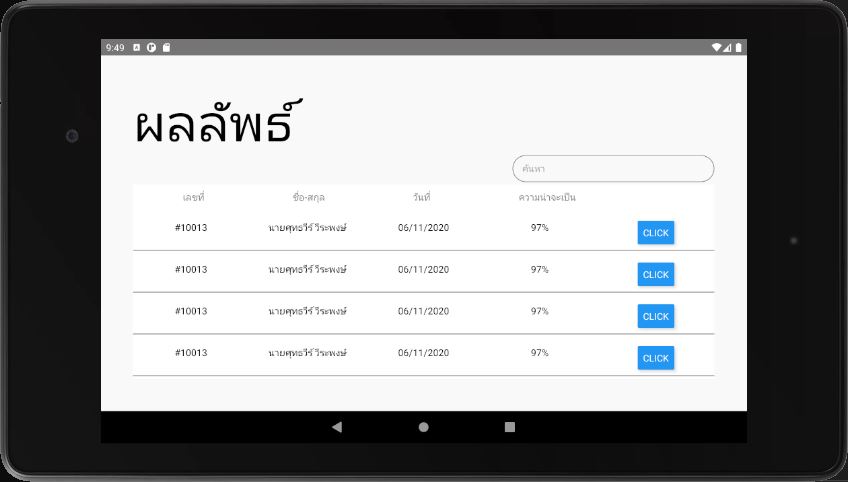 9:49
ผลลัพธ์
ค้นหา
เลขที่ ชื่อ-สกุล วันที่ ความน่าจะเป็น
#10013 นายศุทธวีร์ วีระพงษ์ 06/11/2020 97% CLICK
#10013 นายศุทธวีร์ วีระพงษ์ 06/11/2020 97% CLICK
#10013 นายศุทธวีร์ วีระพงษ์ 06/11/2020 97% CLICK
#10013 นายศุทธวีร์ วีระพงษ์ 06/11/2020 97% CLICK